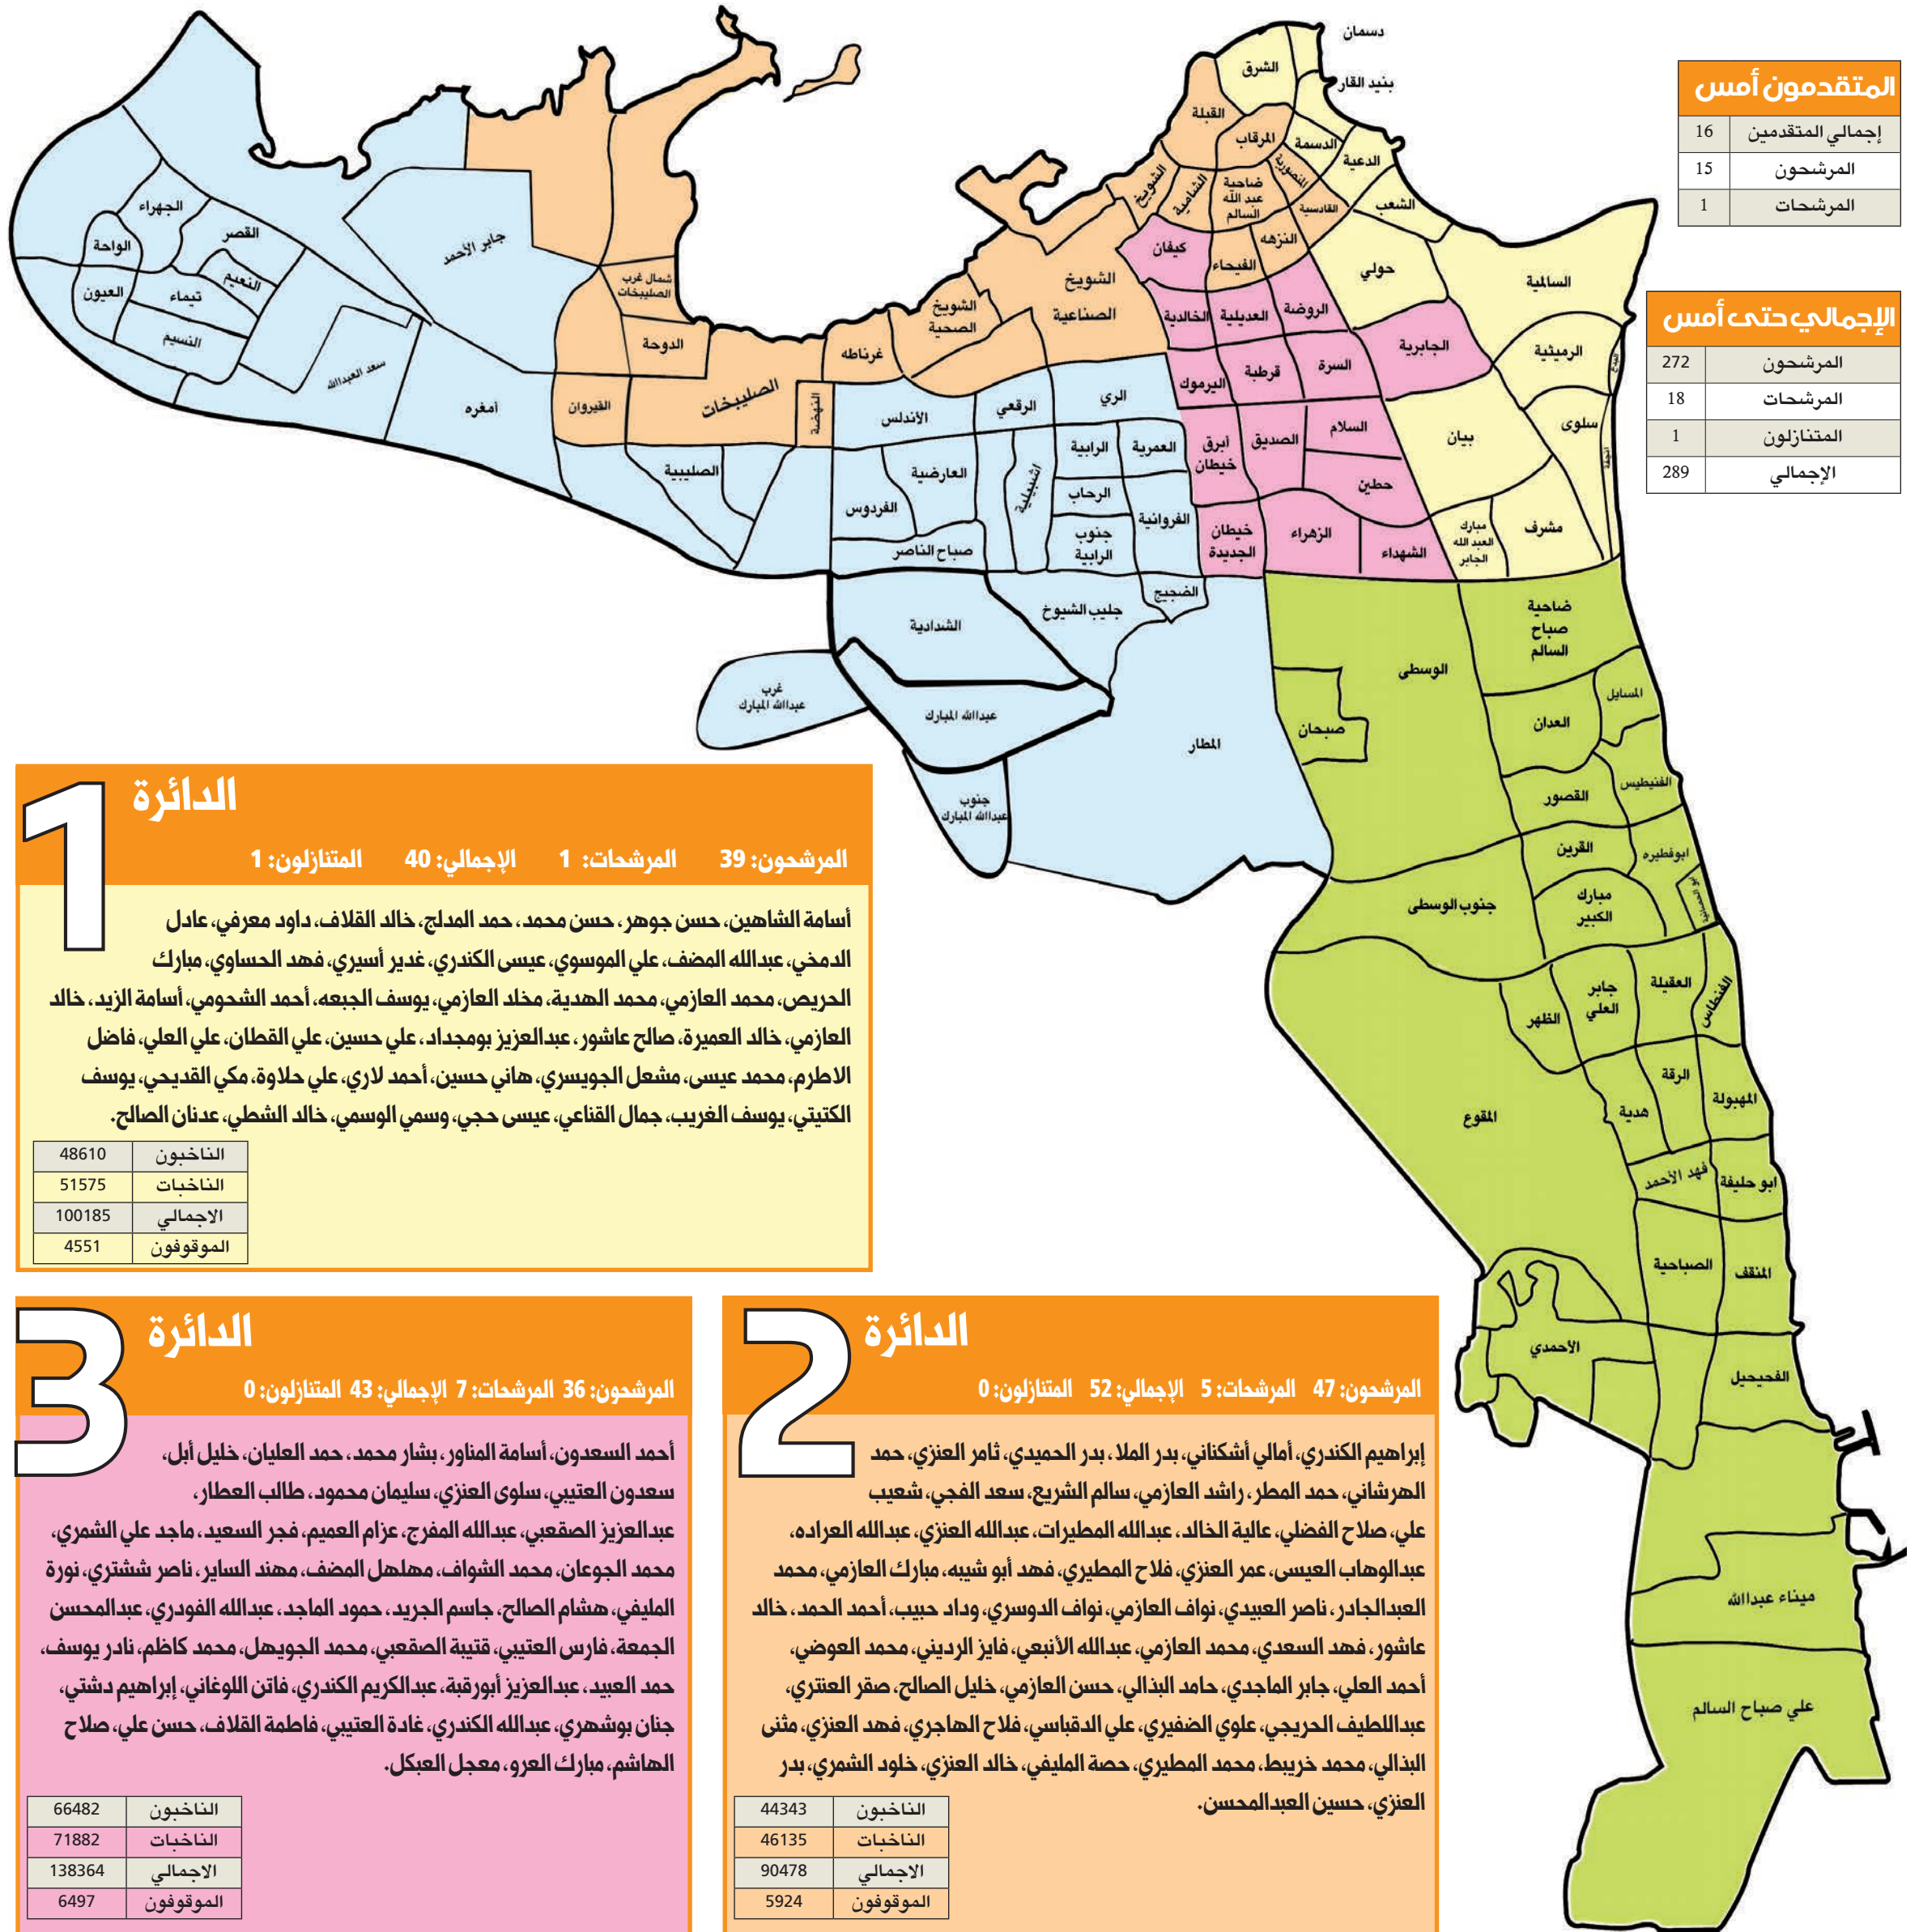 المتقدمون أمس
إجمالي المتقدمين 16
المرشحون 15
المرشحات 1
الإجمالي حتى أمس
المرشحون 272
المرشحات 18
المتنازلون 1
الإجمالي 289
دسمان
الشرق
بنيد القار
القبلة
المرقاب
الدسمة
الدعية
المنصورية
الشويخ
الشامية
ضاحية
عبد الله
السالم
القادسية
الشعب
كيفان
النزهه
الفيحاء
حولي
السالمية
الشويخ
الصناعية
الخالدية
العديلية
الروضة
الجابرية
الرميثية
البدع
الشويخ
الصحية
غرناطه
اليرموك
قرطبة
السرة
سلوى
بيان
انجفة
الجهراء
الواحة
القصر
النعيم
العيون
تيماء
النسيم
جابر الأحمد
سعد العبدالله
أمغره
شمال غرب
الصليبخات
الدوحة
القيروان
الصليبخات
النهضة
الري
الرقعي
الأندلس
العمرية
الرابية
أبرق
خيطان
الصديق
السلام
حطين
الصليبية
العارضية
اشبيلية
الرحاب
الفردوس
الفروانية
جنوب
الرابية
صباح الناصر
خيطان
الجديدة
الزهراء
الشهداء
مبارك
العبد الله
الجابر
مشرف
الضجيج
جليب الشيوخ
الشدادية
غرب
عبدالله المبارك
عبدالله المبارك
جنوب
عبدالله المبارك
المطار
ضاحية
صباح
السالم
الوسطى
المسايل
صبحان
العدان
الفنيطيس
القصور
القرين
ابوفطيره
مبارك
الكبير
ابو الحصانية
جنوب الوسطى
العقيلة
الفنطاس
جابر
العلي
الظهر
الرقة
المهبولة
هدية
المقوع
فهد الأحمد
ابو حليفة
الصباحية
المنقف
الأحمدي
الفحيحيل
ميناء عبدالله
علي صباح السالم
الدائرة 1
المرشحون: 39 المرشحات: 1 الإجمالي: 40 المتنازلون: 1
أسامة الشاهين، حسن جوهر، حسن محمد، حمد المدلج، خالد القلاف، داود معرفي، عادل
الدمخي، عبدالله المضف، علي الموسوي، عيسى الكندري، غدير أسيري، فهد الحساوي، مبارك
الحريص، محمد العازمي، محمد الهدية، مخلد العازمي، يوسف الجبعه، أحمد الشحومي، أسامة الزيد، خالد
العازمي، خالد العميرة، صالح عاشور، عبدالعزيز بومجداد، علي حسين، علي القطان، علي العلي، فاضل
الاطرم، محمد عيسى، مشعل الجويسري، هاني حسين، أحمد لاري، علي حلاوة، مكي القديحي، يوسف
الكتيتي، يوسف الغريب، جمال القناعي، عيسى حجي، وسمي الوسمي، خالد الشطي، عدنان الصالح.
الناخبون 48610
الناخبات 51575
الاجمالي 100185
الموقوفون 4551
الدائرة 2
المرشحون: 47 المرشحات: 5 الإجمالي: 52 المتنازلون: 0
إبراهيم الكندري، أمالي أشكناني، بدر الملا، بدر الحميدي، ثامر العنزي، حمد
الهرشاني، حمد المطر، راشد العازمي، سالم الشريع، سعد الفجي، شعيب
علي، صلاح الفضلي، عالية الخالد، عبدالله المطيرات، عبدالله العنزي، عبدالله العراده،
عبدالوهاب العيسى، عمر العنزي، فلاح المطيري، فهد أبو شيبه، مبارك العازمي، محمد
العبدالجادر، ناصر العبيدي، نواف العازمي، نواف الدوسري، وداد حبيب، أحمد الحمد، خالد
عاشور، فهد السعدي، محمد العازمي، عبدالله الأنبعي، فايز الرديني، محمد العوضي،
أحمد العلي، جابر الماجدي، حامد البذالي، حسن العازمي، خليل الصالح، صقر العنتري،
عبداللطيف الحريجي، علوي الضفيري، علي الدقباسي، فلاح الهاجري، فهد العنزي، مثنى
البذالي، محمد خريبط، محمد المطيري، حصة المليفي، خالد العنزي، خلود الشمري، بدر
العنزي، حسين العبدالمحسن.
الناخبون 44343
الناخبات 46135
الاجمالي 90478
الموقوفون 5924
الدائرة 3
المرشحون: 36 المرشحات: 7 الإجمالي: 43 المتنازلون: 0
أحمد السعدون، أسامة المناور، بشار محمد، حمد العليان، خليل أبل،
سعدون العتيبي، سلوى العنزي، سليمان محمود، طالب العطار،
عبدالعزيز الصقعبي، عبدالله المفرج، عزام العميم، فجر السعيد، ماجد علي الشمري،
محمد الجوعان، محمد الشواف، مهلهل المضف، مهند الساير، ناصر ششتري، نورة
المليفي، هشام الصالح، جاسم الجريد، حمود الماجد، عبدالله الفودري، عبدالمحسن
الجمعة، فارس العتيبي، قتيبة الصقعبي، محمد الجويهل، محمد كاظم، نادر يوسف،
حمد العبيد، عبدالعزيز أبورقبة، عبدالكريم الكندري، فاتن اللوغاني، إبراهيم دشتي،
جنان بوشهري، عبدالله الكندري، غادة العتيبي، فاطمة القلاف، حسن علي، صلاح
الهاشم، مبارك العرو، معجل العبكل.
الناخبون 66482
الناخبات 71882
الاجمالي 138364
الموقوفون 6497